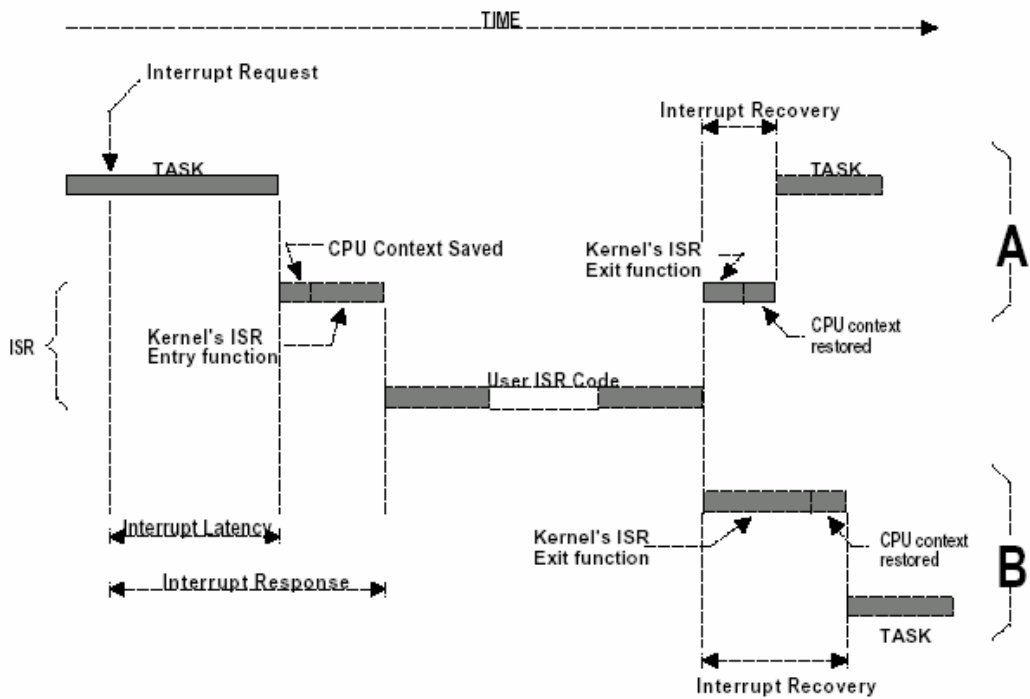 TIME
Interrupt Request
Interrupt Recovery
TASK
TASK
CPU Context Saved
Kernel's ISR
Exit function
A
ISR
Kernel's ISR
Entry function
CPU context
restored
User ISR Code
Interrupt Latency
Kernel's ISR
Exit function
CPU context
restored
B
Interrupt Response
TASK
Interrupt Recovery